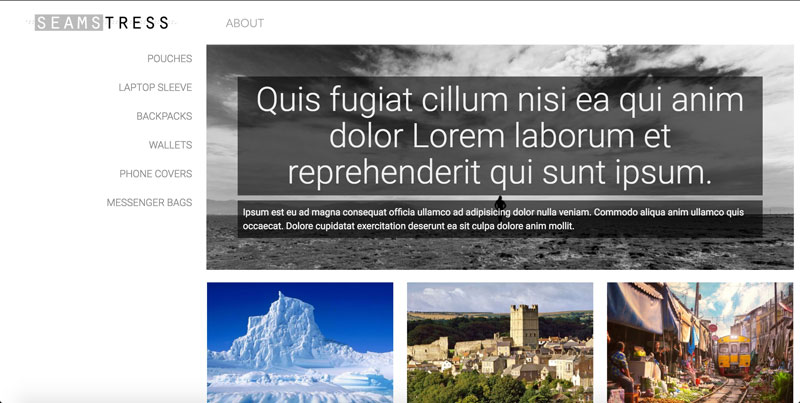 SEAMSTRESS
ABOUT
POUCHES
LAPTOP SLEEVE
BACKPACKS
WALLETS
PHONE COVERS
MESSENGER BAGS
Quis fugiat cillum nisi ea qui anim
dolor Lorem laborum et
reprehenderit qui sunt ipsum.
Ipsum est eu ad magna consequat officia ullamco ad adipisicing dolor nulla veniam. Commodo aliqua anim ullamco quis
occaecat. Dolore cupidatat exercitation deserunt ea sit culpa dolore anim mollit.